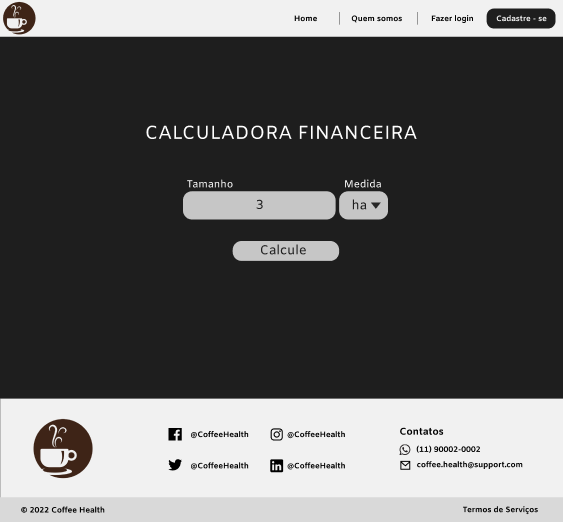 Home Quem somos Fazer login Cadastre - se
CALCULADORA FINANCEIRA
Tamanho Medida
3 ha
Calcule
Contatos
@CoffeeHealth @CoffeeHealth
(11) 90002-0002
@CoffeeHealth @CoffeeHealth
coffee.health@support.com
© 2022 Coffee Health Termos de Serviços